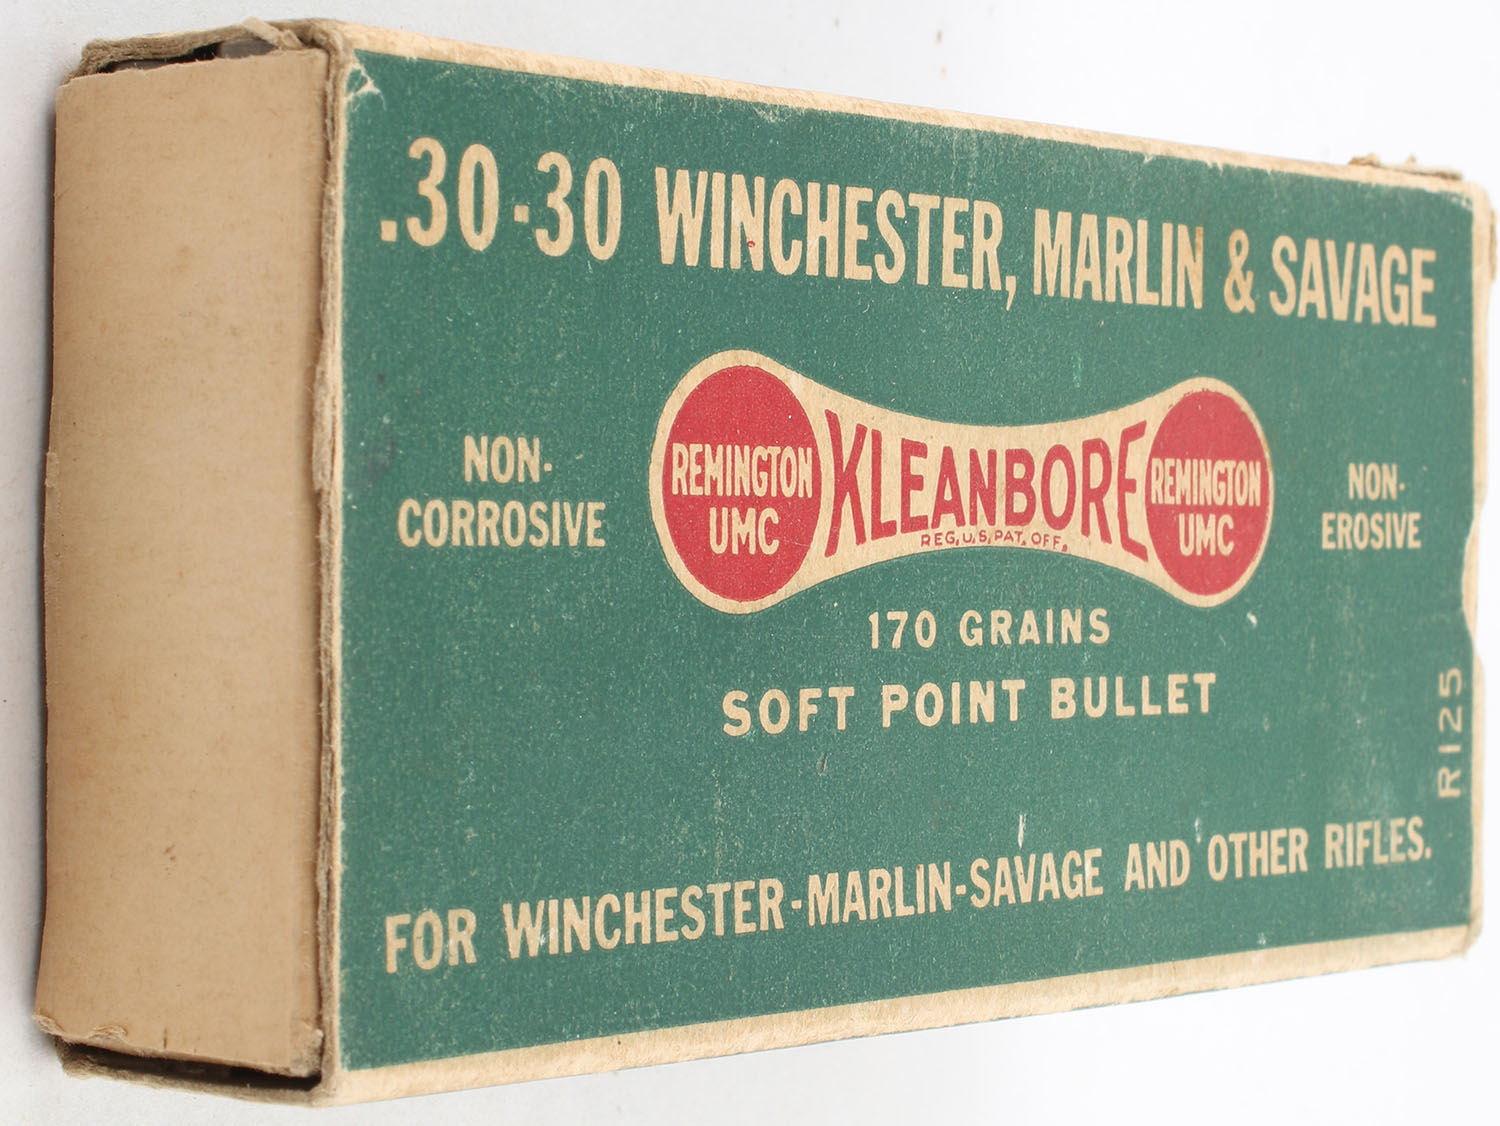 .30-30 WINCHESTER, MARLIN & SAVAGE
NON-
CORROSIVE
REMINGTON
UMC
KLEANBORE
REG. U.S. PAT. OFF.
REMINGTON
UMC
NON-
EROSIVE
170 GRAINS
SOFT POINT BULLET
R125
FOR WINCHESTER-MARLIN-SAVAGE AND OTHER RIFLES.